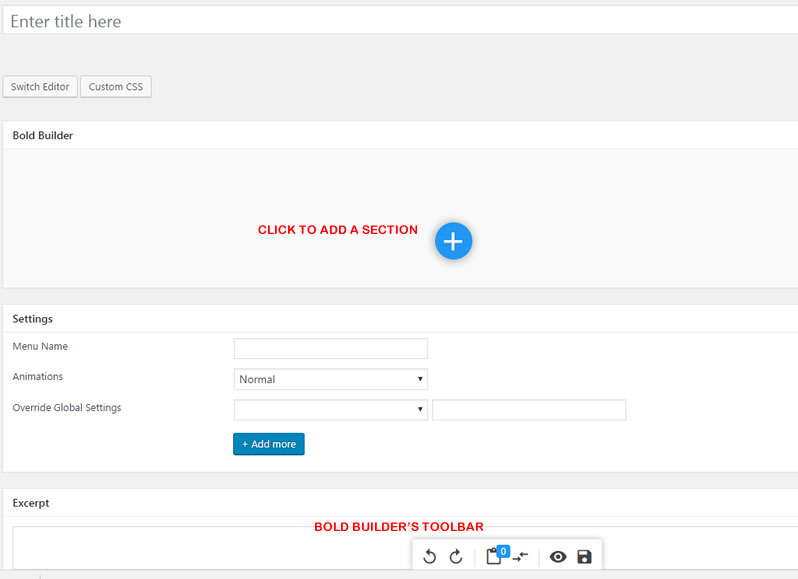 Enter title here
Switch Editor Custom CSS
Bold Builder
CLICK TO ADD A SECTION
Settings
Menu Name
Animations Normal
Override Global Settings
+ Add more
Excerpt
BOLD BUILDER'S TOOLBAR
0